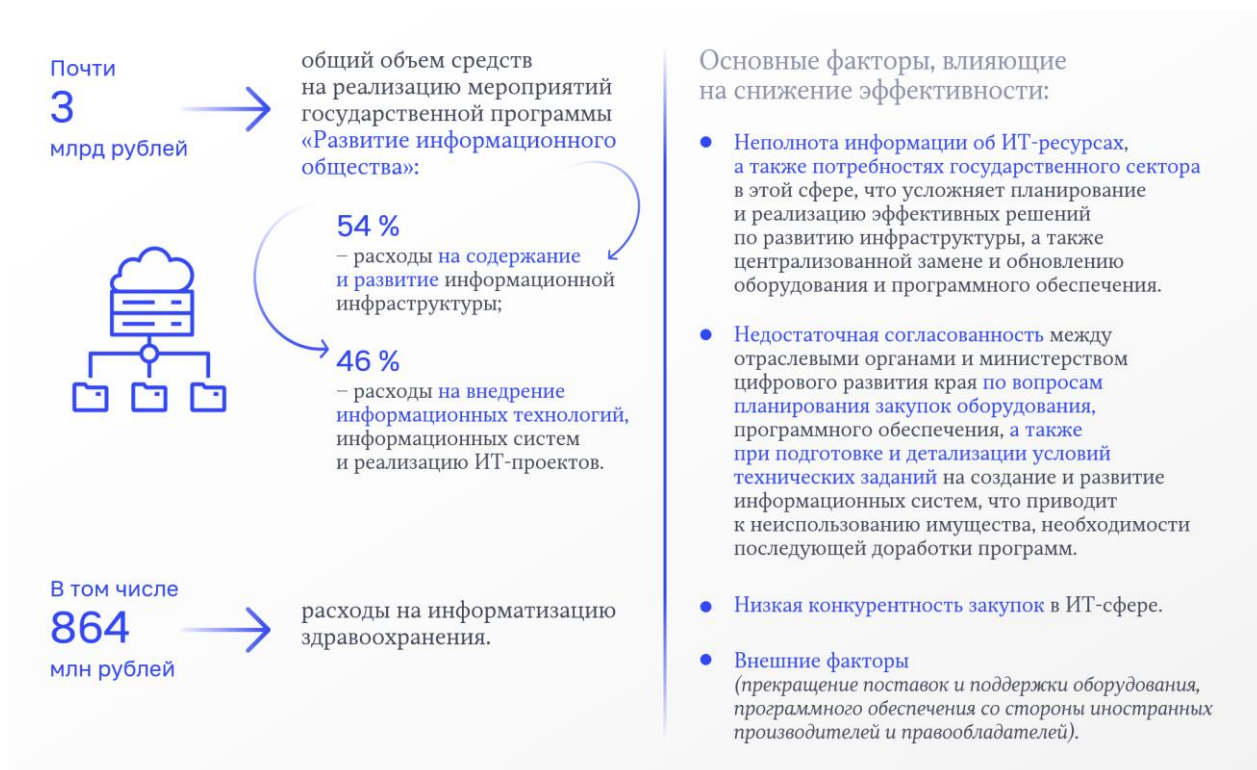 Почти
3
млрд рублей
общий объем средств
на реализацию мероприятий
государственной программы
«Развитие информационного
общества»:
54 %
– расходы на содержание
и развитие информационной
инфраструктуры;
46 %
– расходы на внедрение
информационных технологий,
информационных систем
и реализацию ИТ-проектов.
В том числе
864
млн рублей
расходы на информатизацию
здравоохранения.
Основные факторы, влияющие
на снижение эффективности:
● Неполнота информации об ИТ-ресурсах,
а также потребностях государственного сектора
в этой сфере, что усложняет планирование
и реализацию эффективных решений
по развитию инфраструктуры, а также
централизованной замене и обновлению
оборудования и программного обеспечения.
● Недостаточная согласованность между
отраслевыми органами и министерством
цифрового развития края по вопросам
планирования закупок оборудования,
программного обеспечения, а также
при подготовке и детализации условий
технических заданий на создание и развитие
информационных систем, что приводит
к неиспользованию имущества, необходимости
последующей доработки программ.
● Низкая конкурентность закупок в ИТ-сфере.
● Внешние факторы
(прекращение поставок и поддержки оборудования,
программного обеспечения со стороны иностранных
производителей и правообладателей).